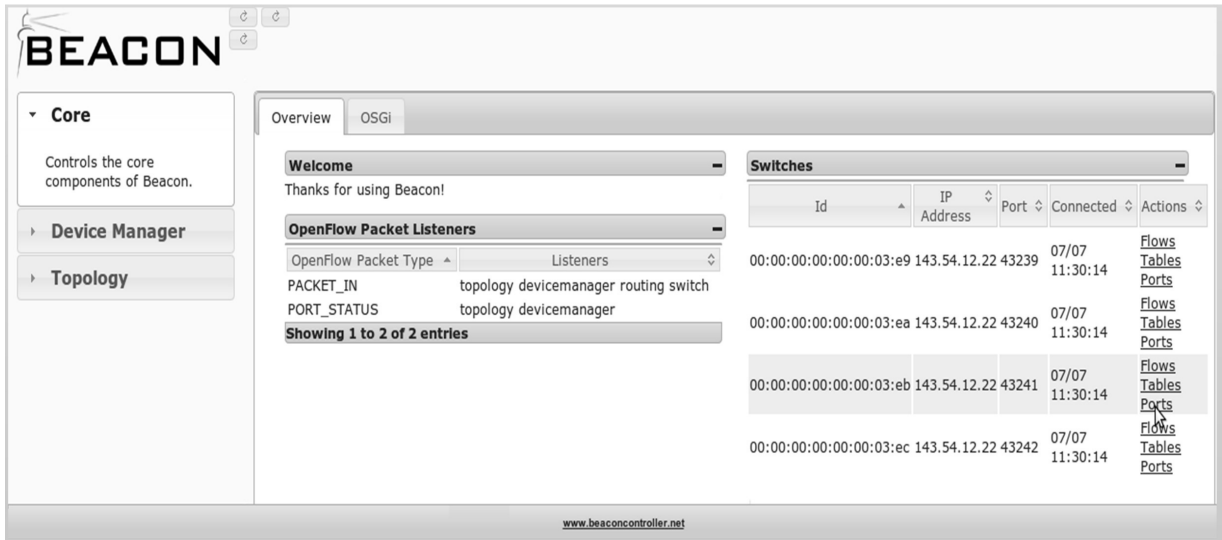 BEACON
Core
Controls the core
components of Beacon.
Device Manager
Topology
Overview OSGi
Welcome
Thanks for using Beacon!
OpenFlow Packet Listeners
OpenFlow Packet Type Listeners
PACKET_IN topology devicemanager routing switch
PORT_STATUS topology devicemanager
Showing 1 to 2 of 2 entries
Switches
Id IP Address Port Connected Actions
00:00:00:00:00:00:03:e9 143.54.12.22 43239 07/07 11:30:14 Flows Tables Ports
00:00:00:00:00:00:03:ea 143.54.12.22 43240 07/07 11:30:14 Flows Tables Ports
00:00:00:00:00:00:03:eb 143.54.12.22 43241 07/07 11:30:14 Flows Tables Ports
00:00:00:00:00:00:03:ec 143.54.12.22 43242 07/07 11:30:14 Flows Tables Ports
www.beaconcontroller.net